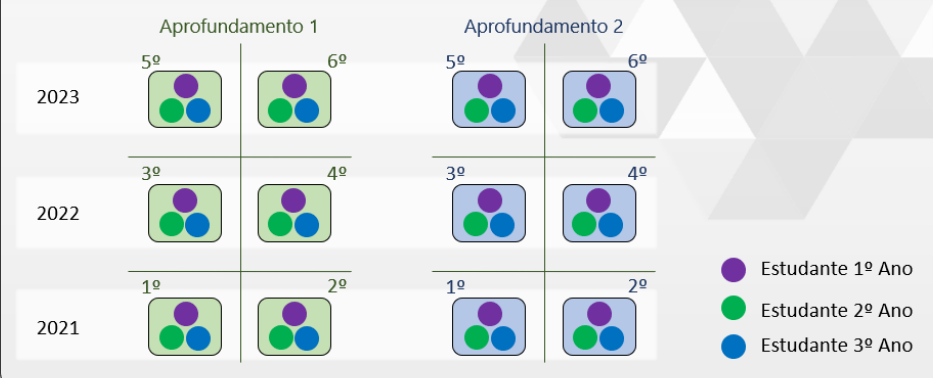 Aprofundamento 1
Aprofundamento 2
5º
6º
5º
6º
2023
3º
4º
3º
4º
2022
1º
2º
1º
2º
2021
Estudante 1º Ano
Estudante 2º Ano
Estudante 3º Ano